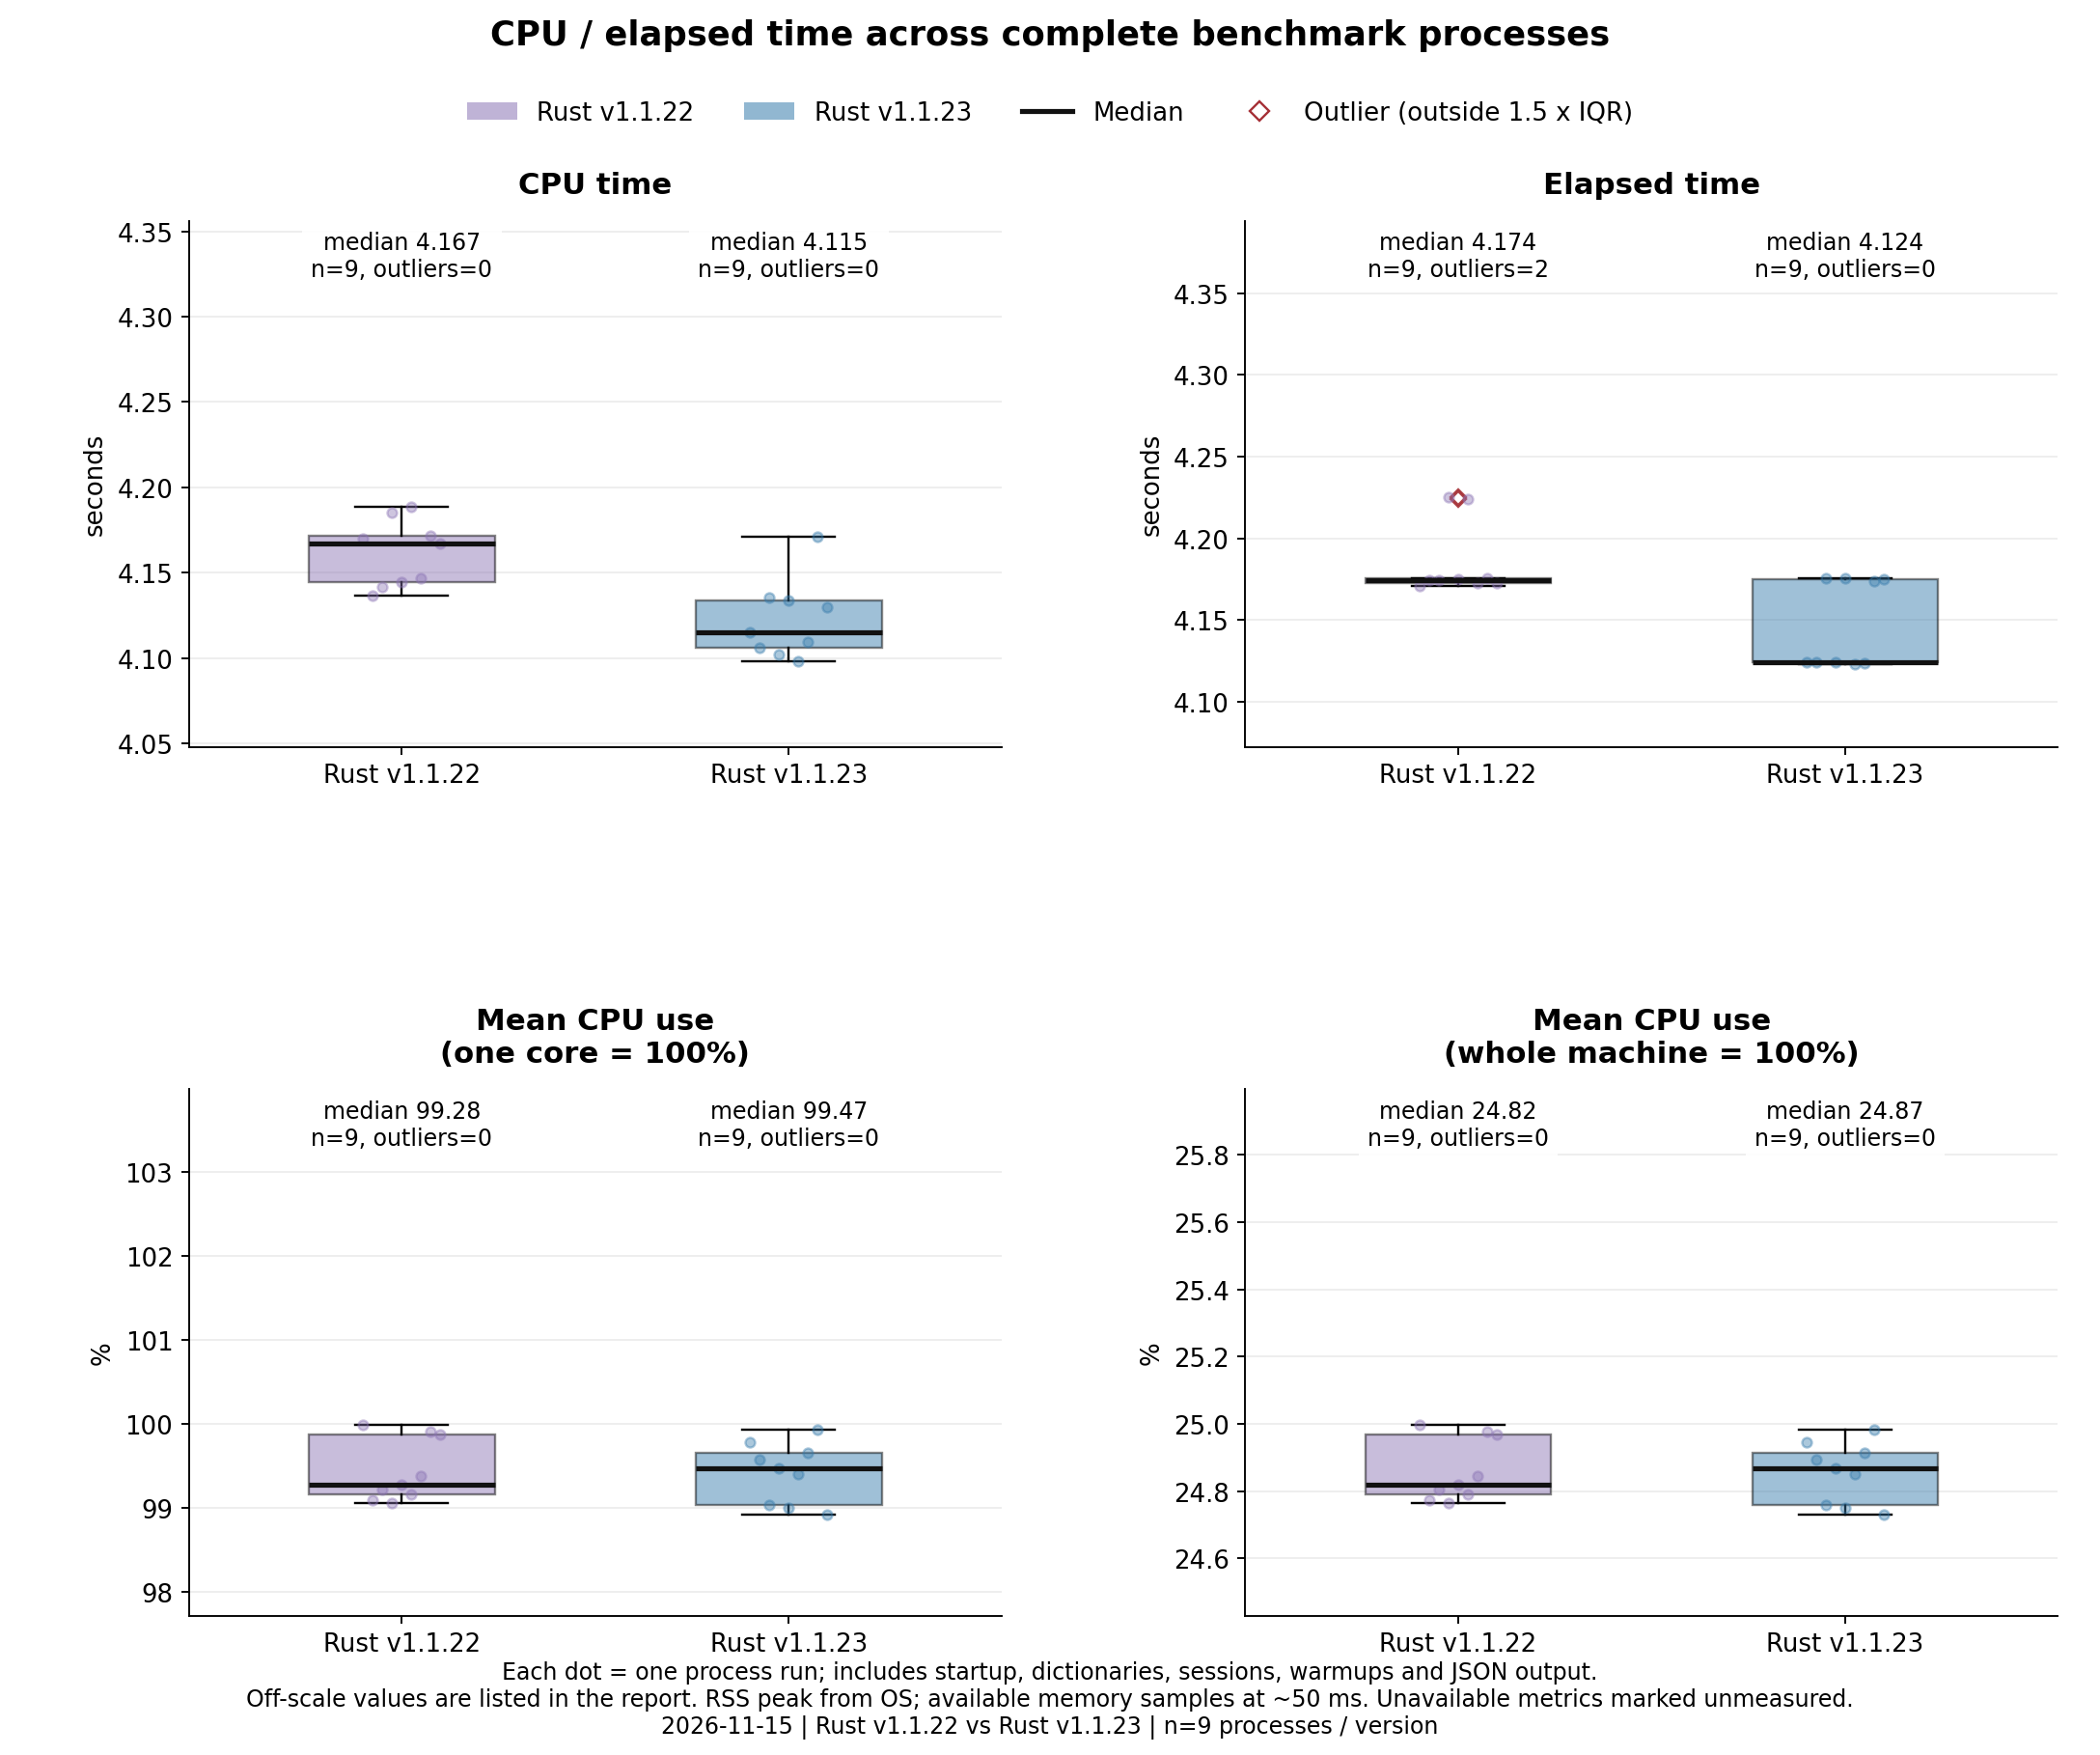 CPU / elapsed time across complete benchmark processes
Rust v1.1.22
Rust v1.1.23
Median
Outlier (outside 1.5 x IQR)
CPU time
4.35
4.30
4.25
4.20
4.15
4.10
4.05
seconds
median 4.167
n=9, outliers=0
median 4.115
n=9, outliers=0
Rust v1.1.22
Rust v1.1.23
Elapsed time
4.35
4.30
4.25
4.20
4.15
4.10
seconds
median 4.174
n=9, outliers=2
median 4.124
n=9, outliers=0
Rust v1.1.22
Rust v1.1.23
Mean CPU use
(one core = 100%)
103
102
101
100
99
98
%
median 99.28
n=9, outliers=0
median 99.47
n=9, outliers=0
Rust v1.1.22
Rust v1.1.23
Mean CPU use
(whole machine = 100%)
25.8
25.6
25.4
25.2
25.0
24.8
24.6
%
median 24.82
n=9, outliers=0
median 24.87
n=9, outliers=0
Rust v1.1.22
Rust v1.1.23
Each dot = one process run; includes startup, dictionaries, sessions, warmups and JSON output.
Off-scale values are listed in the report. RSS peak from OS; available memory samples at ~50 ms. Unavailable metrics marked unmeasured.
2026-11-15 | Rust v1.1.22 vs Rust v1.1.23 | n=9 processes / version